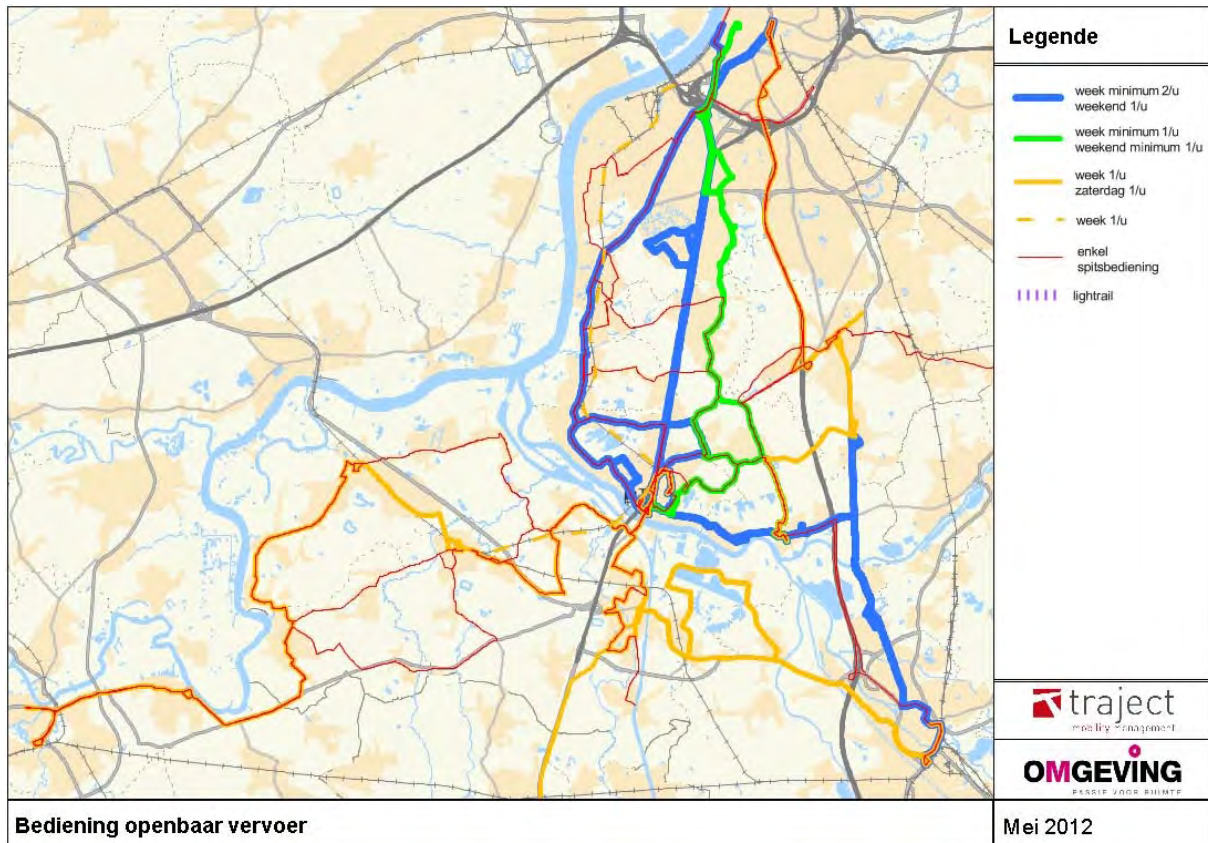 Legende
week minimum 2/u
weekend 1/u
week minimum 1/u
weekend minimum 1/u
week 1/u
zaterdag 1/u
week 1/u
enkel
spitsbediening
lightrail
traject
mobility management
OMGEVING
PASSIE VOOR RUIMTE
Bediening openbaar vervoer
Mei 2012